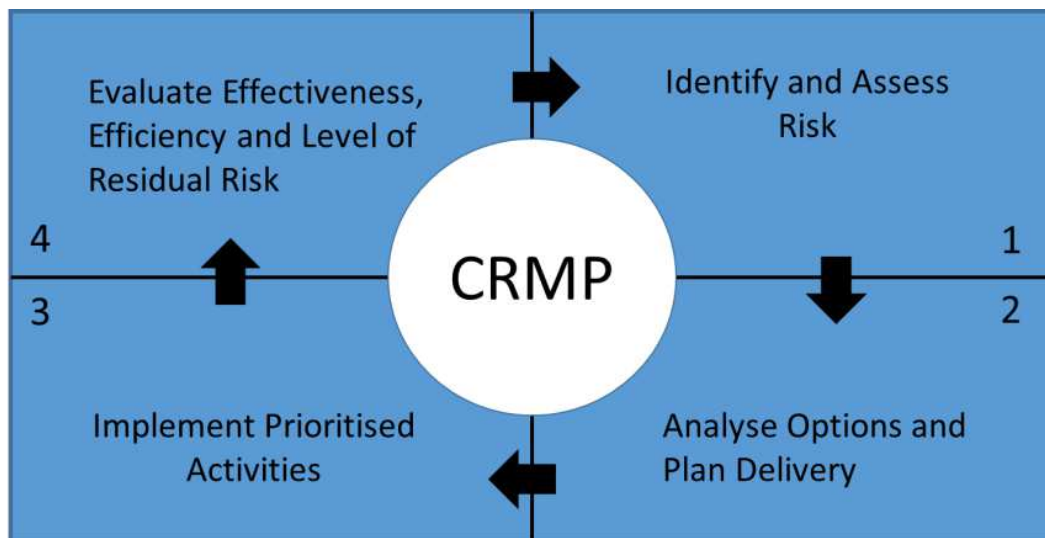 Evaluate Effectiveness,
Efficiency and Level of
Residual Risk
4
Identify and Assess
Risk
1
CRMP
3
Implement Prioritised
Activities
2
Analyse Options and
Plan Delivery